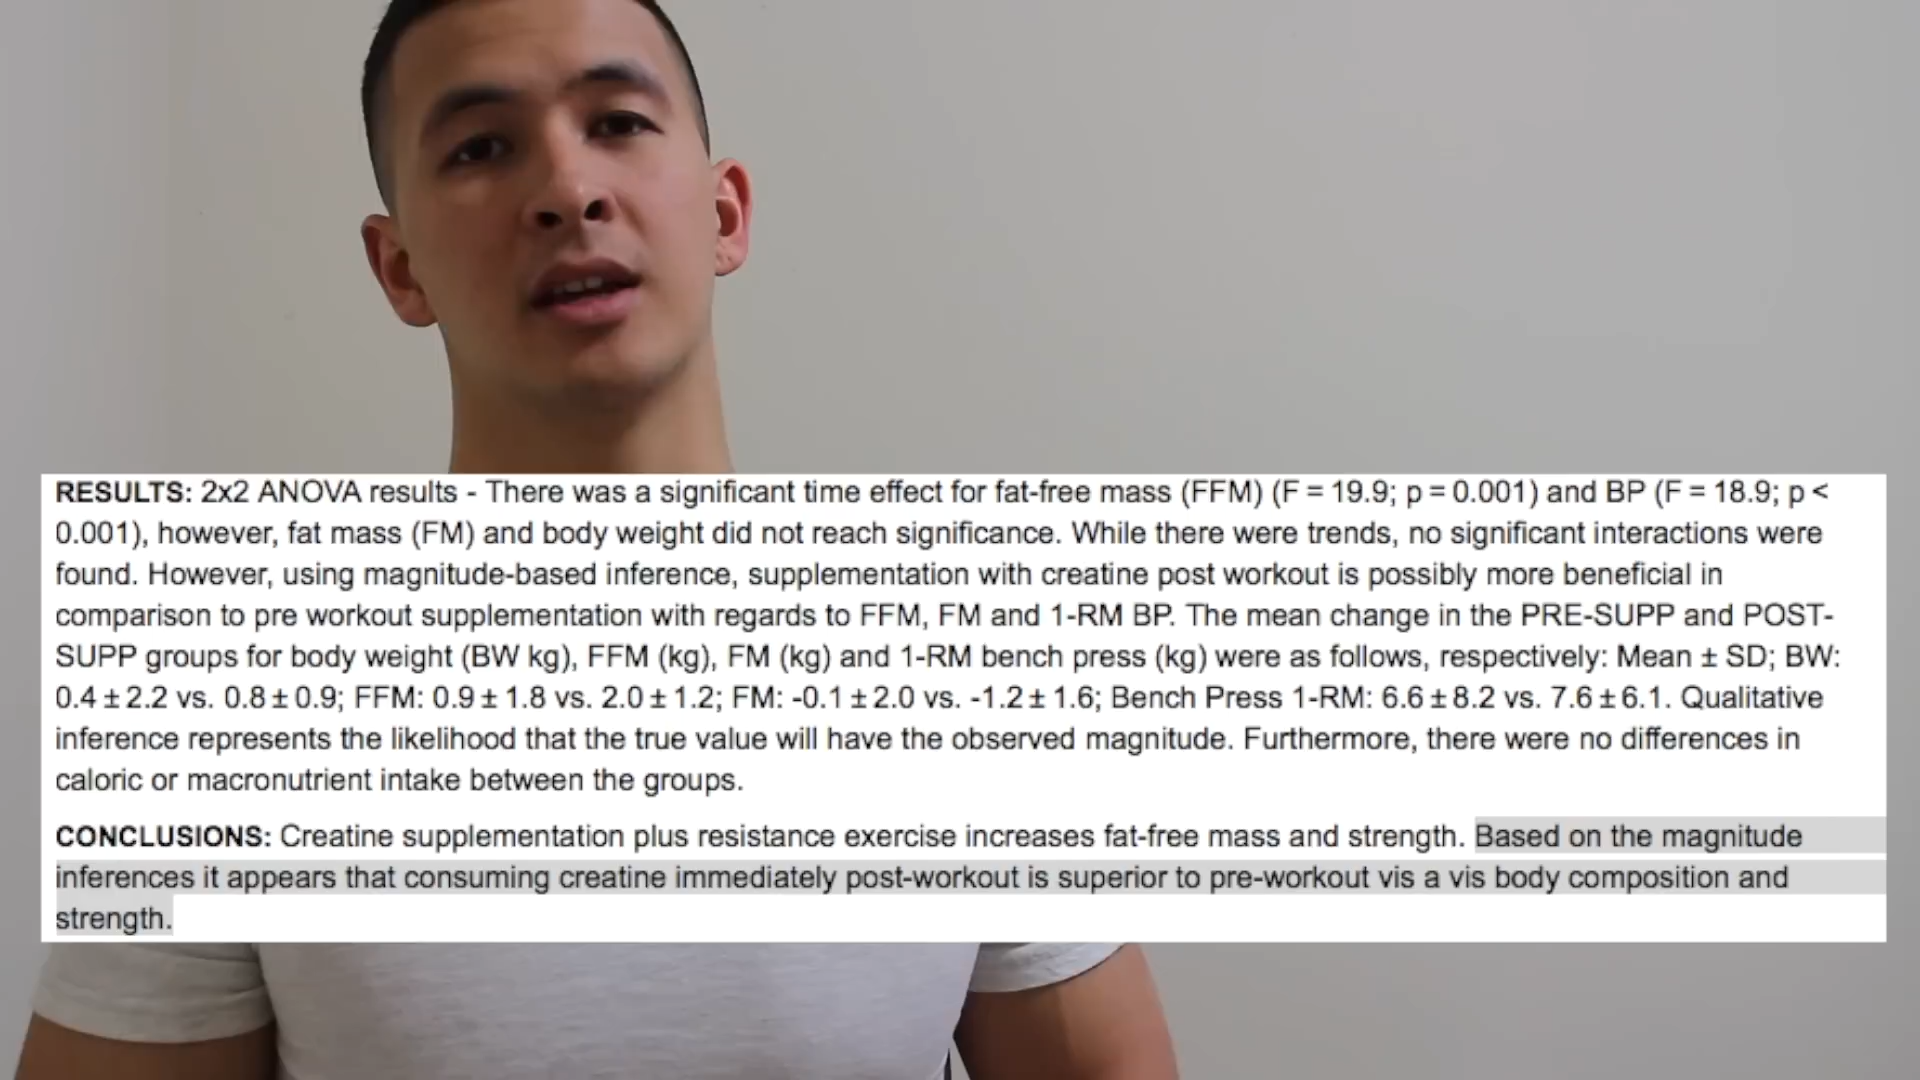 RESULTS: 2x2 ANOVA results - There was a significant time effect for fat-free mass (FFM) (F = 19.9; p = 0.001) and BP (F = 18.9; p <
0.001), however, fat mass (FM) and body weight did not reach significance. While there were trends, no significant interactions were
found. However, using magnitude-based inference, supplementation with creatine post workout is possibly more beneficial in
comparison to pre workout supplementation with regards to FFM, FM and 1-RM BP. The mean change in the PRE-SUPP and POST-
SUPP groups for body weight (BW kg), FFM (kg), FM (kg) and 1-RM bench press (kg) were as follows, respectively: Mean ± SD; BW:
0.4 ± 2.2 vs. 0.8 ± 0.9; FFM: 0.9 ± 1.8 vs. 2.0 ± 1.2; FM: -0.1 ± 2.0 vs. -1.2 ± 1.6; Bench Press 1-RM: 6.6 ± 8.2 vs. 7.6 ± 6.1. Qualitative
inference represents the likelihood that the true value will have the observed magnitude. Furthermore, there were no differences in
caloric or macronutrient intake between the groups.
CONCLUSIONS: Creatine supplementation plus resistance exercise increases fat-free mass and strength. Based on the magnitude
inferences it appears that consuming creatine immediately post-workout is superior to pre-workout vis a vis body composition and
strength.